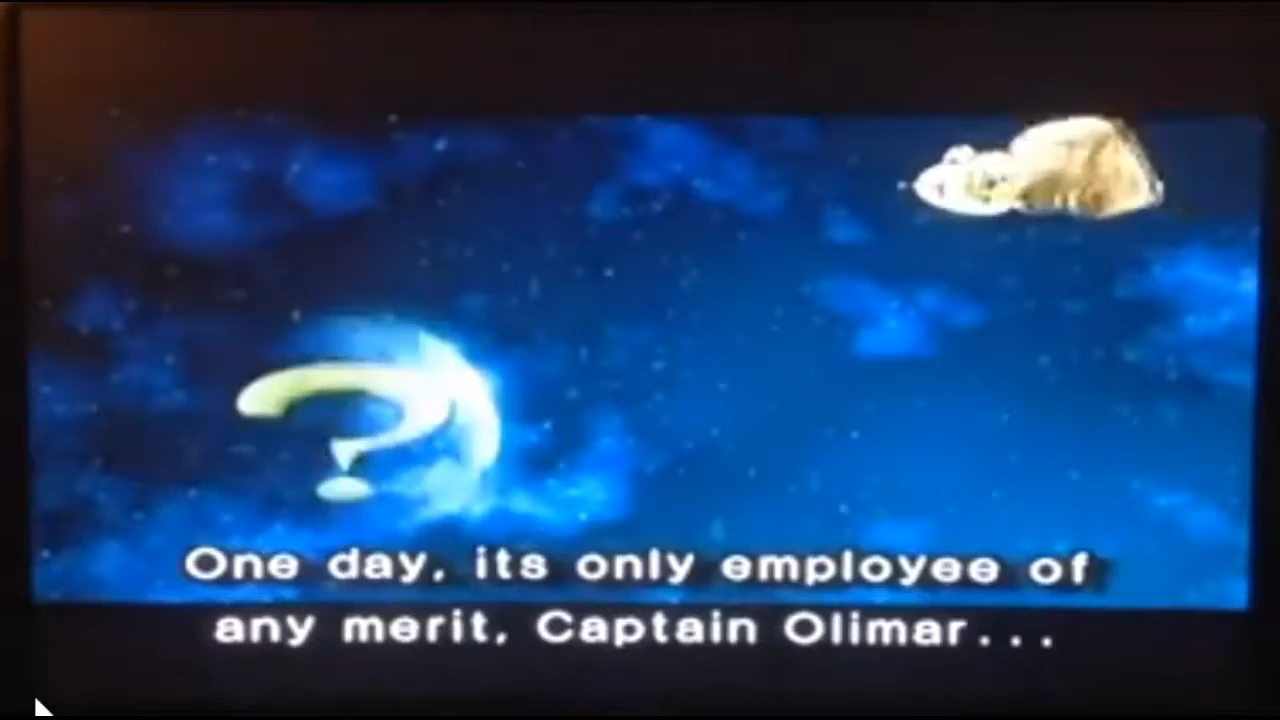 ?
One day, its only employee of
any merit, Captain Olimar...